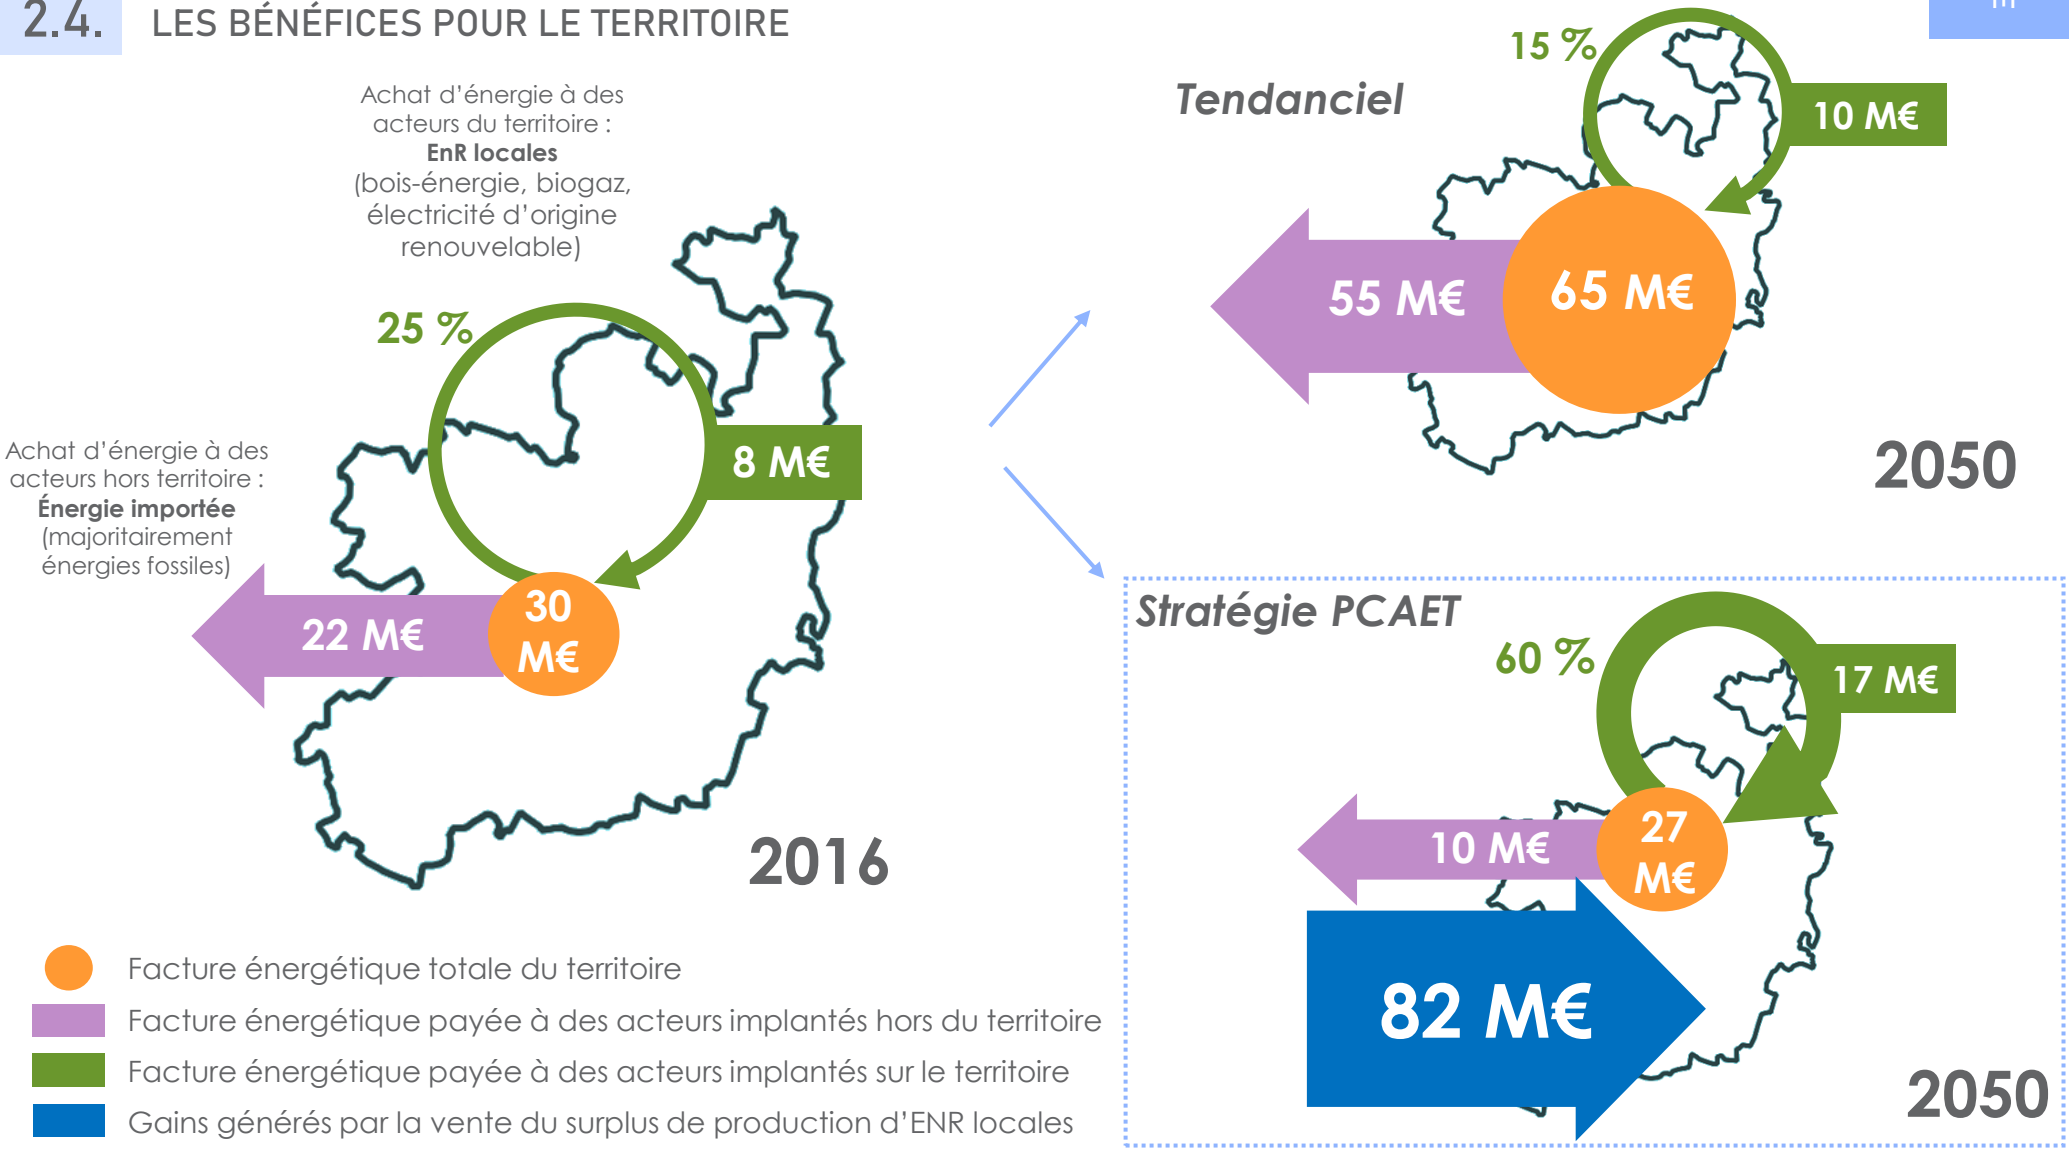 2.4.
LES BÉNÉFICES POUR LE TERRITOIRE
Achat d’énergie à des
acteurs du territoire :
EnR locales
(bois-énergie, biogaz,
électricité d’origine
renouvelable)
25 %
8 M€
Achat d’énergie à des
acteurs hors territoire :
Énergie importée
(majoritairement
énergies fossiles)
22 M€
30
M€
2016
Tendanciel
15 %
10 M€
55 M€
65 M€
2050
Stratégie PCAET
60 %
17 M€
10 M€
27
M€
82 M€
2050
Facture énergétique totale du territoire
Facture énergétique payée à des acteurs implantés hors du territoire
Facture énergétique payée à des acteurs implantés sur le territoire
Gains générés par la vente du surplus de production d’ENR locales